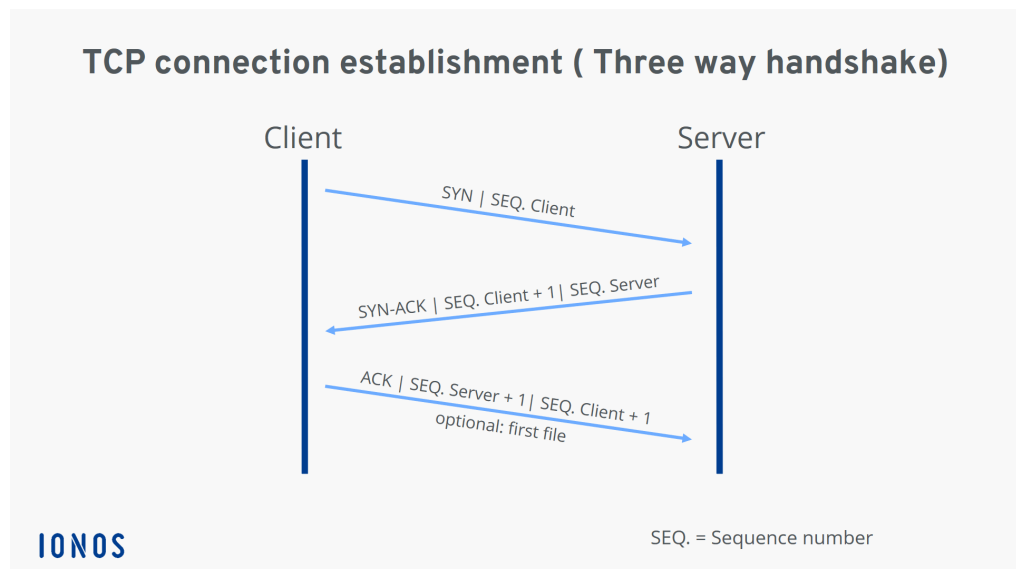 TCP connection establishment ( Three way handshake)
Client
Server
SYN | SEQ. Client
SYN-ACK | SEQ. Client + 1| SEQ. Server
ACK | SEQ. Server + 1| SEQ. Client + 1
optional: first file
IONOS
SEQ. = Sequence number